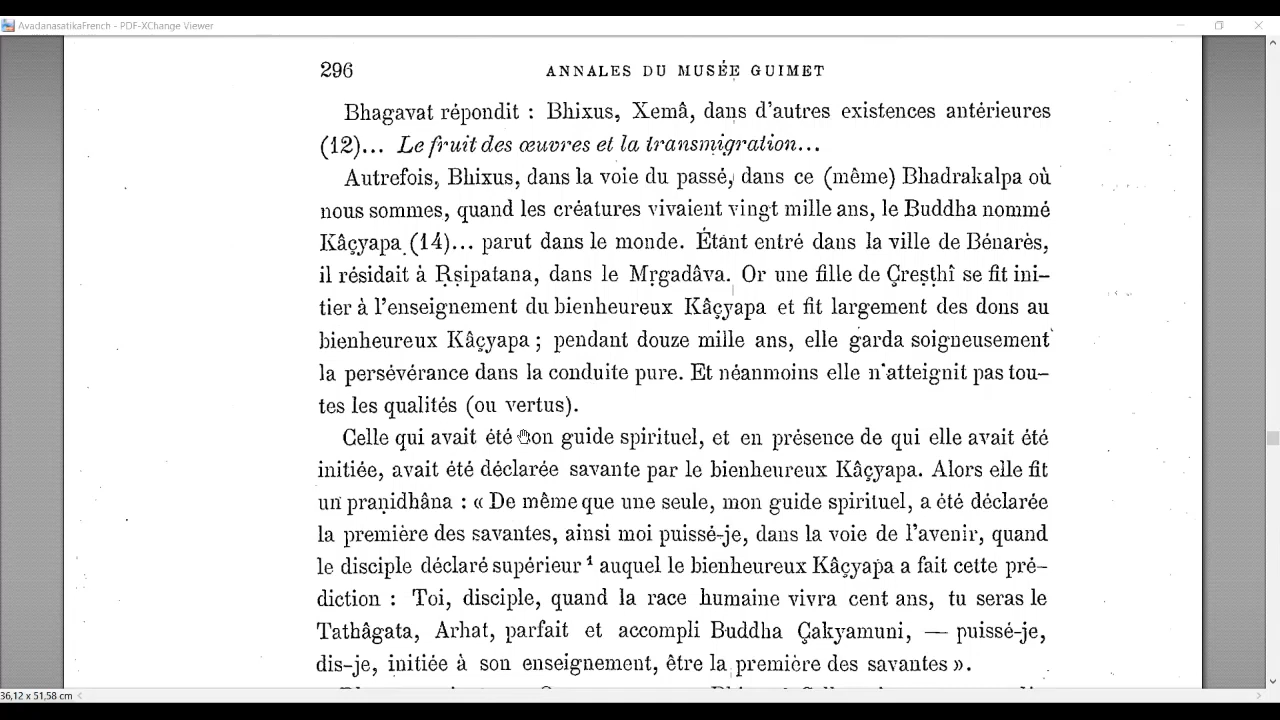 AvadanasatikaFrench - PDF-XChange Viewer
296 ANNALES DU MUSÉE GUIMET
Bhagavat répondit : Bhixus, Xemâ, dans d'autres existences antérieures
(12)... Le fruit des œuvres et la transmigration...
Autrefois, Bhixus, dans la voie du passé, dans ce (même) Bhadrakalpa où
nous sommes, quand les créatures vivaient vingt mille ans, le Buddha nommé
Kâçyapa (14)... parut dans le monde. Étant entré dans la ville de Bénarès,
il résidait à Ṛṣipatana, dans le Mṛgadâva. Or une fille de Çreṣṭhî se fit ini-
tier à l'enseignement du bienheureux Kâçyapa et fit largement des dons au
bienheureux Kâçyapa ; pendant douze mille ans, elle garda soigneusement
la persévérance dans la conduite pure. Et néanmoins elle n'atteignit pas tou-
tes les qualités (ou vertus).
Celle qui avait été son guide spirituel, et en présence de qui elle avait été
initiée, avait été déclarée savante par le bienheureux Kâçyapa. Alors elle fit
un praṇidhâna : « De même que une seule, mon guide spirituel, a été déclarée
la première des savantes, ainsi moi puissé-je, dans la voie de l'avenir, quand
le disciple déclaré supérieur ¹ auquel le bienheureux Kâçyapa a fait cette pré-
diction : Toi, disciple, quand la race humaine vivra cent ans, tu seras le
Tathâgata, Arhat, parfait et accompli Buddha Çakyamuni, — puissé-je,
dis-je, initiée à son enseignement, être la première des savantes ».
36,12 x 51,58 cm